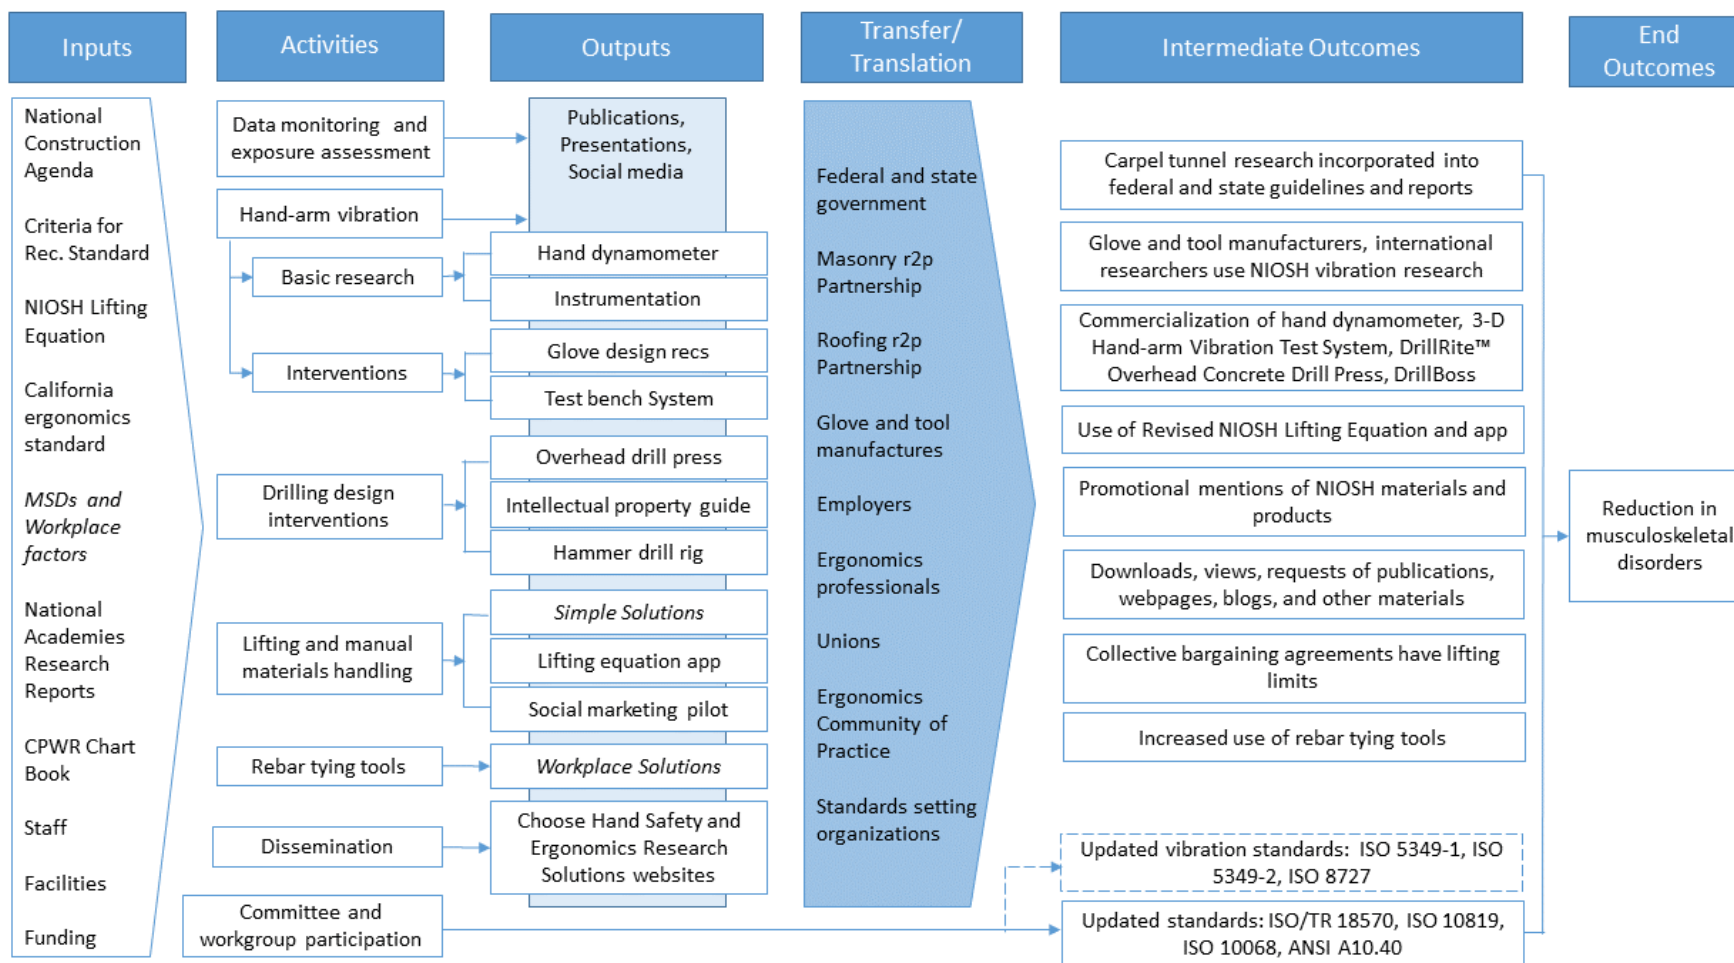 Inputs
National
Construction
Agenda
Criteria for
Rec. Standard
NIOSH Lifting
Equation
California
ergonomics
standard
MSDs and
Workplace
factors
National
Academies
Research
Reports
CPWR Chart
Book
Staff
Facilities
Funding
Activities
Data monitoring and
exposure assessment
Hand-arm vibration
Basic research
Interventions
Drilling design
interventions
Lifting and manual
materials handling
Rebar tying tools
Dissemination
Committee and
workgroup participation
Outputs
Publications,
Presentations,
Social media
Hand dynamometer
Instrumentation
Glove design recs
Test bench System
Overhead drill press
Intellectual property guide
Hammer drill rig
Simple Solutions
Lifting equation app
Social marketing pilot
Workplace Solutions
Choose Hand Safety and
Ergonomics Research
Solutions websites
Transfer/
Translation
Federal and state
government
Masonry r2p
Partnership
Roofing r2p
Partnership
Glove and tool
manufactures
Employers
Ergonomics
professionals
Unions
Ergonomics
Community of
Practice
Standards setting
organizations
Intermediate Outcomes
Carpel tunnel research incorporated into
federal and state guidelines and reports
Glove and tool manufacturers, international
researchers use NIOSH vibration research
Commercialization of hand dynamometer, 3-D
Hand-arm Vibration Test System, DrillRite™
Overhead Concrete Drill Press, DrillBoss
Use of Revised NIOSH Lifting Equation and app
Promotional mentions of NIOSH materials and
products
Downloads, views, requests of publications,
webpages, blogs, and other materials
Collective bargaining agreements have lifting
limits
Increased use of rebar tying tools
Updated vibration standards: ISO 5349-1, ISO
5349-2, ISO 8727
Updated standards: ISO/TR 18570, ISO 10819,
ISO 10068, ANSI A10.40
End
Outcomes
Reduction in
musculoskeletal
disorders